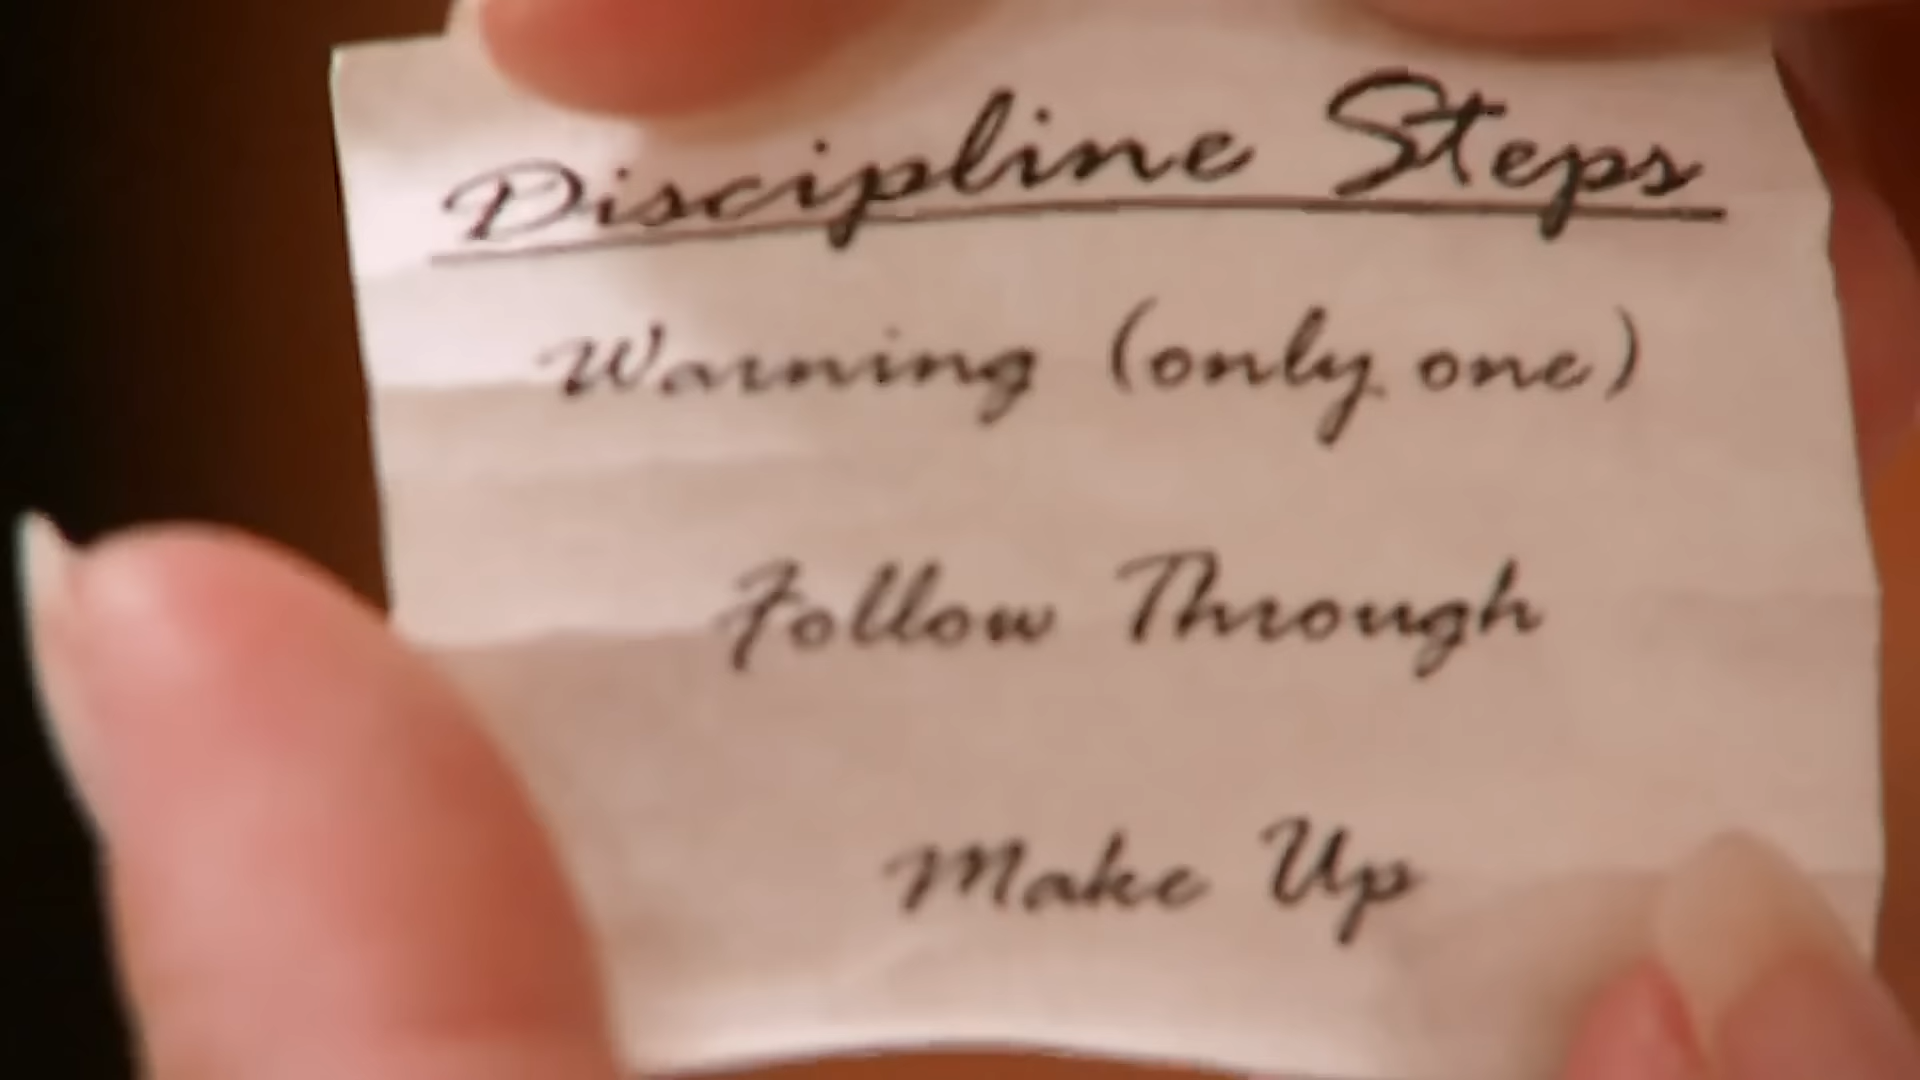 Discipline Steps
Warning (only one)
Follow Through
Make Up